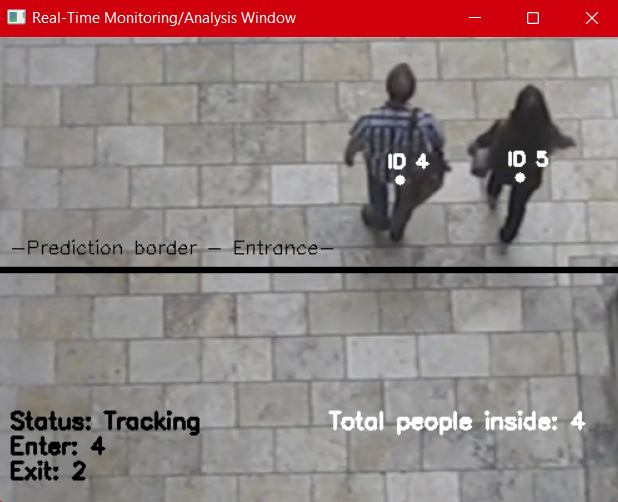 Real-Time Monitoring/Analysis Window
ID 4
ID 5
-Prediction border - Entrance-
Status: Tracking
Total people inside: 4
Enter: 4
Exit: 2